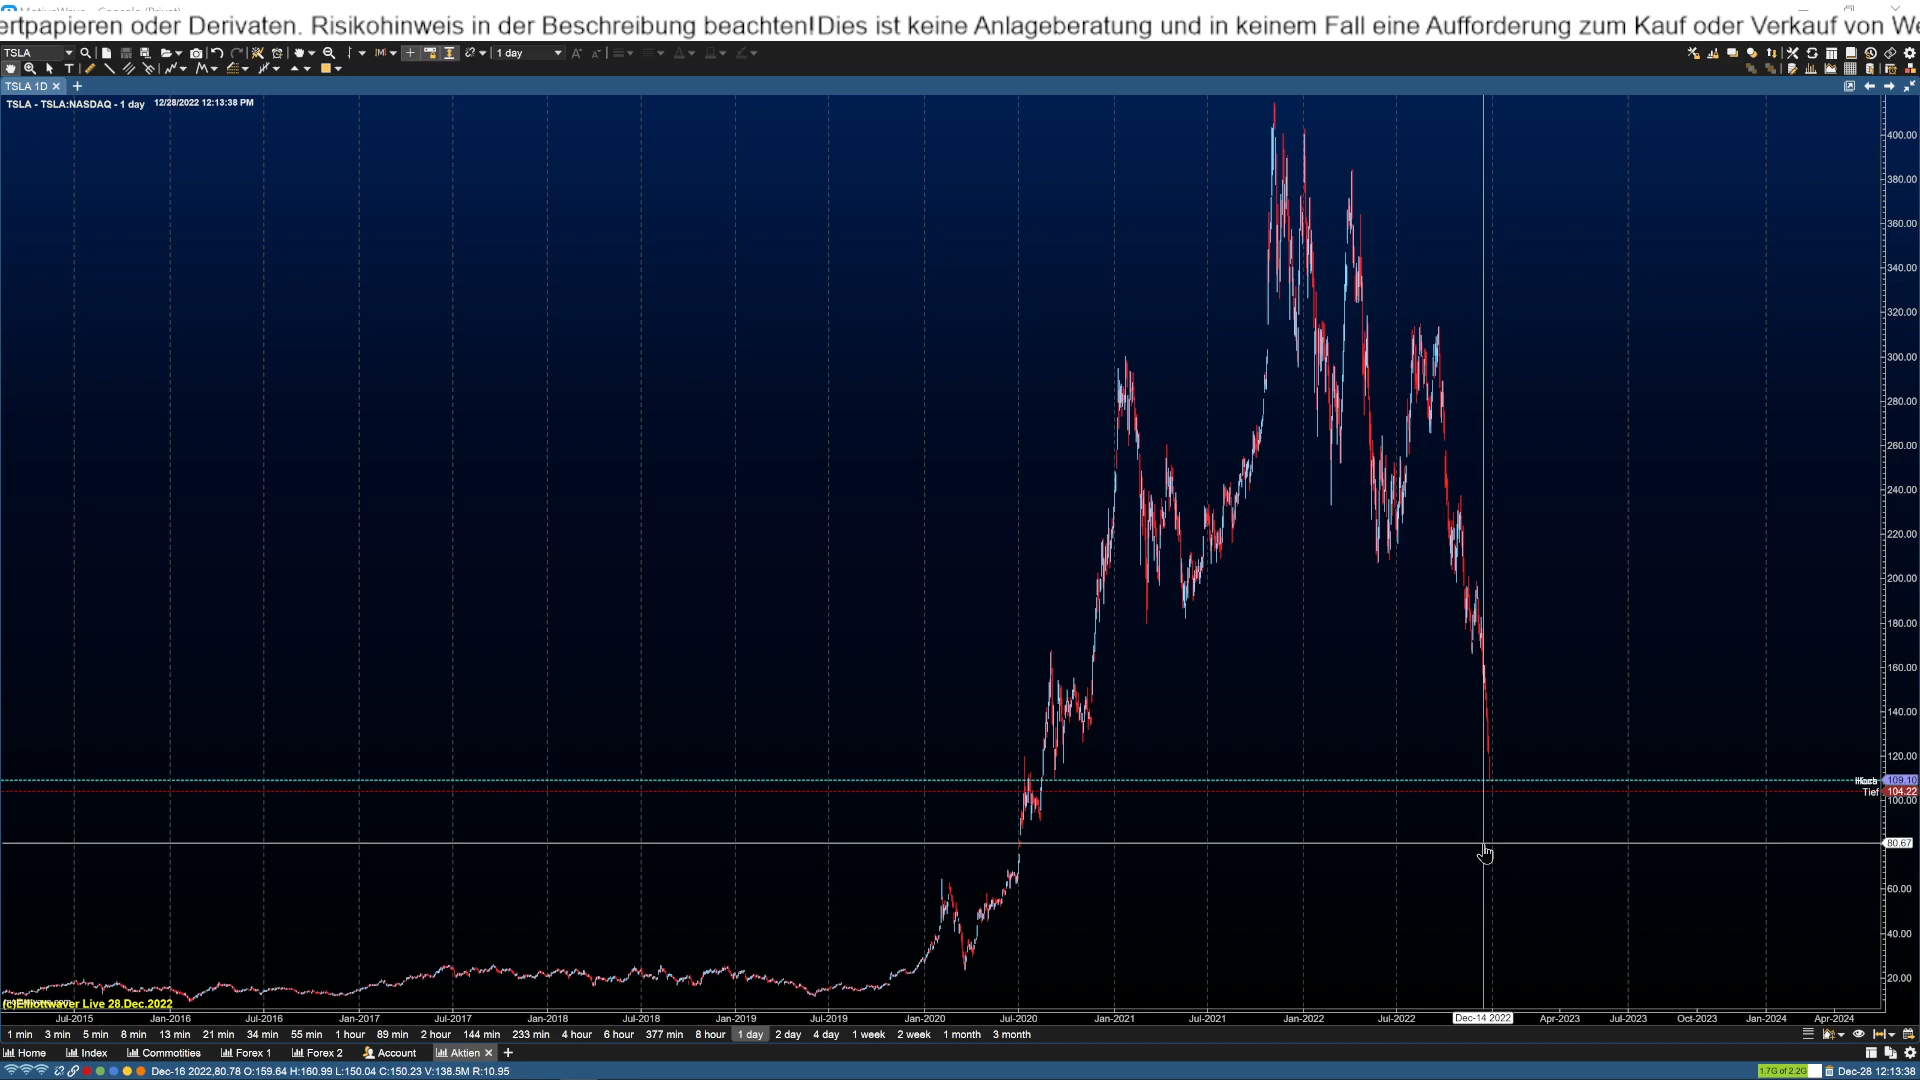 ertpapieren oder Derivaten. Risikohinweis in der Beschreibung beachten!Dies ist keine Anlageberatung und in keinem Fall eine Aufforderung zum Kauf oder Verkauf von We
TSLA
1 day
TSLA 1D
TSLA - TSLA:NASDAQ - 1 day 12/28/2022 12:13:38 PM
400.00
380.00
360.00
340.00
320.00
300.00
280.00
260.00
240.00
220.00
200.00
180.00
160.00
140.00
120.00
109.10
Tief 104.22
100.00
80.67
60.00
40.00
20.00
(c)Elliottwaver Live 28.Dec.2022
Jul-2015 Jan-2016 Jul-2016 Jan-2017 Jul-2017 Jan-2018 Jul-2018 Jan-2019 Jul-2019 Jan-2020 Jul-2020 Jan-2021 Jul-2021 Jan-2022 Jul-2022 Dec-14 2022 Apr-2023 Jul-2023 Oct-2023 Jan-2024 Apr-2024
1 min 3 min 5 min 8 min 13 min 21 min 34 min 55 min 1 hour 89 min 2 hour 144 min 233 min 4 hour 6 hour 377 min 8 hour 1 day 2 day 4 day 1 week 2 week 1 month 3 month
Home Index Commotities Forex 1 Forex 2 Account Aktien
Dec-16 2022,80.78 O:159.64 H:160.99 L:150.04 C:150.23 V:138.5M R:10.95 1.7G of 2.2G Dec-28 12:13:38